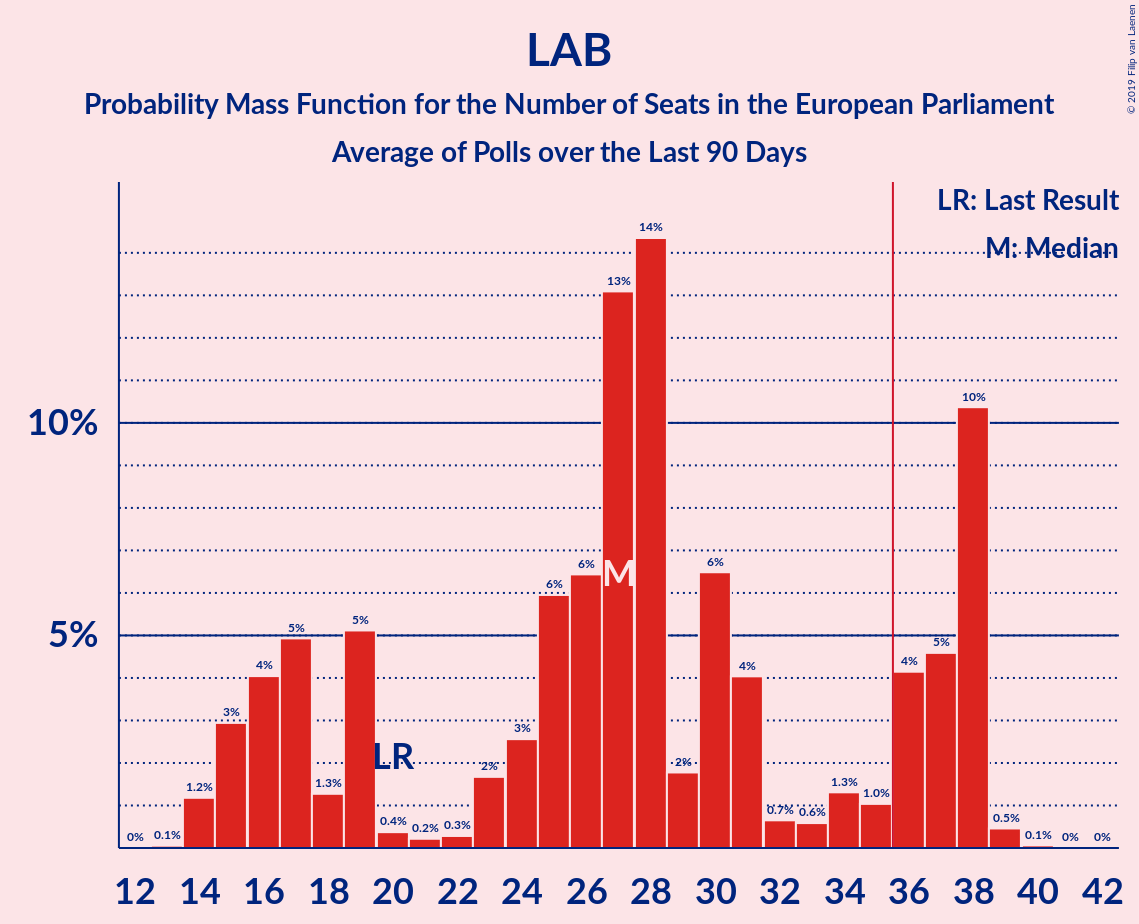 LAB
Probability Mass Function for the Number of Seats in the European Parliament
Average of Polls over the Last 90 Days
© 2019 Filip van Laenen
LR: Last Result
M: Median
10%
5%
0% 0.1% 1.2% 3% 4% 5% 1.3% 5% 0.4% 0.2% 0.3% 2% 3% 6% 6% 13% 14% 2% 6% 4% 0.7% 0.6% 1.3% 1.0% 4% 5% 10% 0.5% 0.1% 0% 0%
M
LR
12 14 16 18 20 22 24 26 28 30 32 34 36 38 40 42